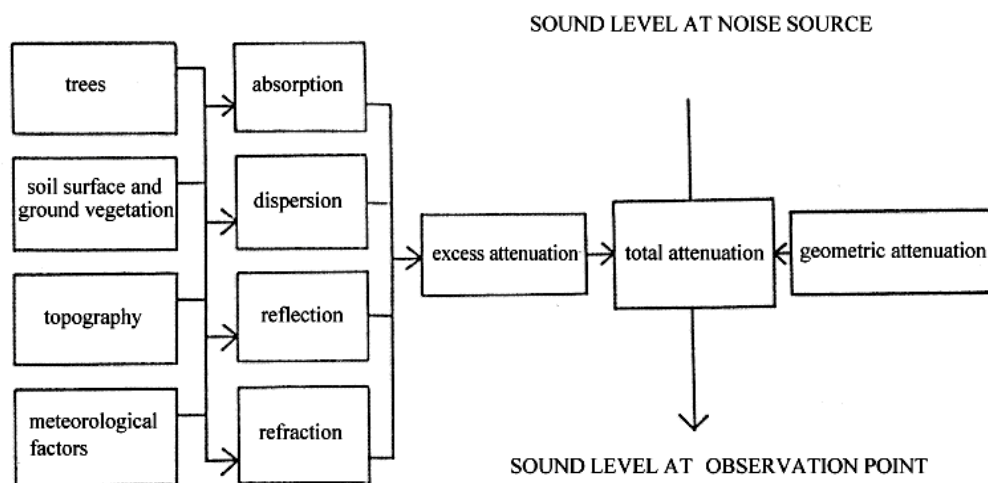 SOUND LEVEL AT NOISE SOURCE
trees
absorption
soil surface and
ground vegetation
dispersion
excess attenuation
total attenuation
geometric attenuation
topography
reflection
meteorological
factors
refraction
SOUND LEVEL AT OBSERVATION POINT